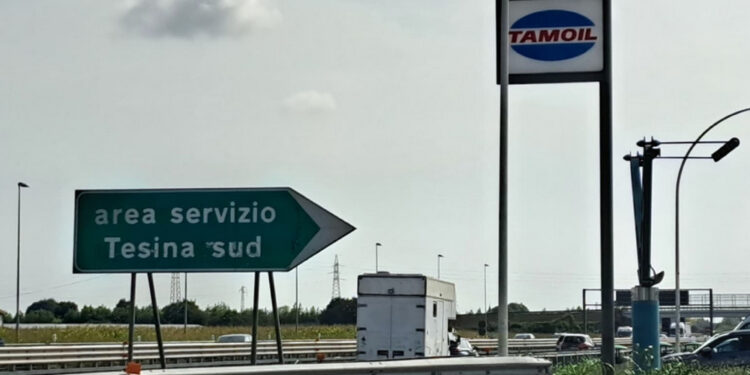 TAMOIL
area servizio
Tesina sud